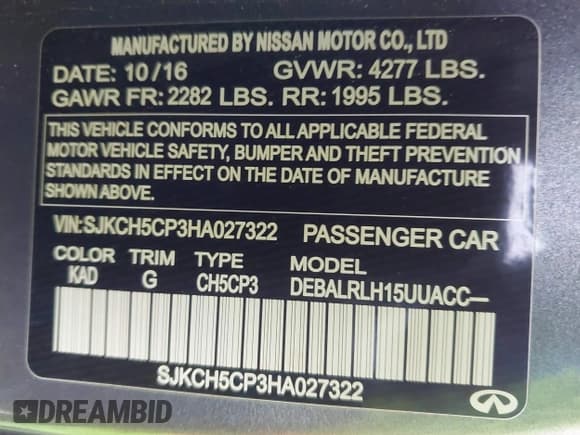 MANUFACTURED BY NISSAN MOTOR CO., LTD
DATE: 10/16 GVWR: 4277 LBS.
GAWR FR: 2282 LBS. RR: 1995 LBS.
THIS VEHICLE CONFORMS TO ALL APPLICABLE FEDERAL
MOTOR VEHICLE SAFETY, BUMPER AND THEFT PREVENTION
STANDARDS IN EFFECT ON THE DATE OF MANUFACTURE
SHOWN ABOVE.
VIN:SJKCH5CP3HA027322 PASSENGER CAR
COLOR TRIM TYPE MODEL
KAD G CH5CP3 DEBALRLH15UUACC—
SJKCH5CP3HA027322
DREAMBID